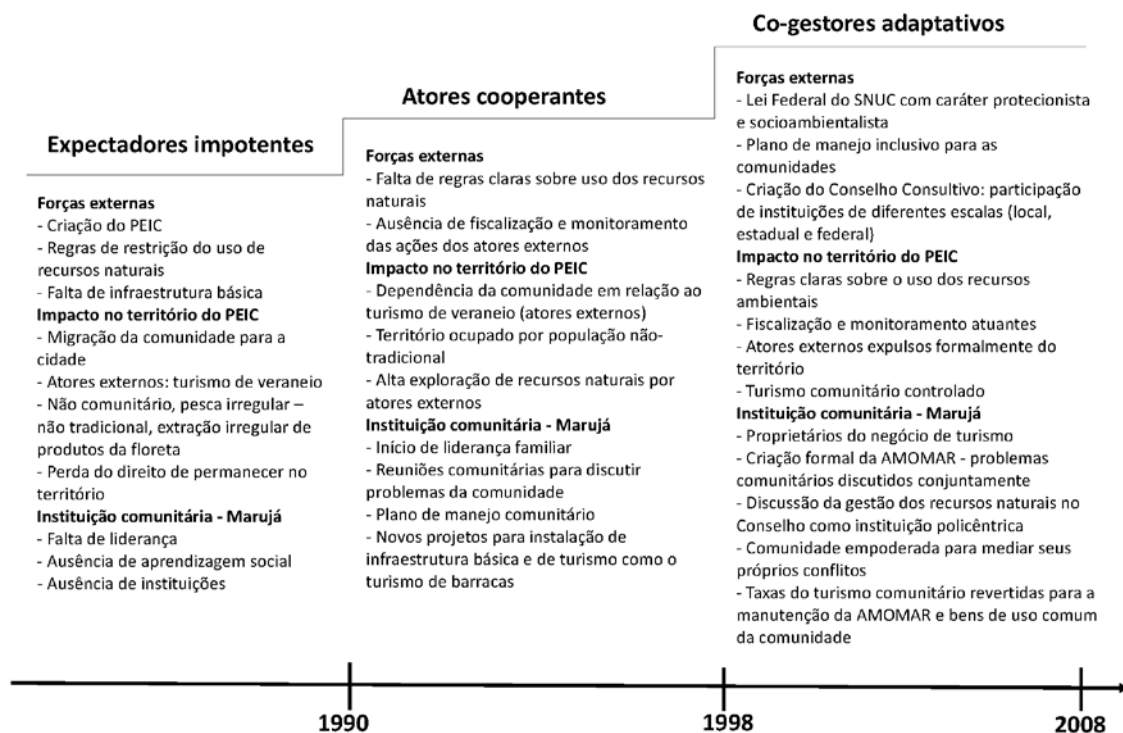 Expectadores impotentes
Forças externas
- Criação do PEIC
- Regras de restrição do uso de
recursos naturais
- Falta de infraestrutura básica
Impacto no território do PEIC
- Migração da comunidade para a
cidade
- Atores externos: turismo de veraneio
- Não comunitário, pesca irregular –
não tradicional, extração irregular de
produtos da floreta
- Perda do direito de permanecer no
território
Instituição comunitária - Marujá
- Falta de liderança
- Ausência de aprendizagem social
- Ausência de instituições
Atores cooperantes
Forças externas
- Falta de regras claras sobre uso dos recursos
naturais
- Ausência de fiscalização e monitoramento
das ações dos atores externos
Impacto no território do PEIC
- Dependência da comunidade em relação ao
turismo de veraneio (atores externos)
- Território ocupado por população não-
tradicional
- Alta exploração de recursos naturais por
atores externos
Instituição comunitária - Marujá
- Início de liderança familiar
- Reuniões comunitárias para discutir
problemas da comunidade
- Plano de manejo comunitário
- Novos projetos para instalação de
infraestrutura básica e de turismo como o
turismo de barracas
Co-gestores adaptativos
Forças externas
- Lei Federal do SNUC com caráter protecionista
e socioambientalista
- Plano de manejo inclusivo para as
comunidades
- Criação do Conselho Consultivo: participação
de instituições de diferentes escalas (local,
estadual e federal)
Impacto no território do PEIC
- Regras claras sobre o uso dos recursos
ambientais
- Fiscalização e monitoramento atuantes
- Atores externos expulsos formalmente do
território
- Turismo comunitário controlado
Instituição comunitária - Marujá
- Proprietários do negócio de turismo
- Criação formal da AMOMAR - problemas
comunitários discutidos conjuntamente
- Discussão da gestão dos recursos naturais no
Conselho como instituição policêntrica
- Comunidade empoderada para mediar seus
próprios conflitos
- Taxas do turismo comunitário revertidas para a
manutenção da AMOMAR e bens de uso comum
da comunidade
1990
1998
2008